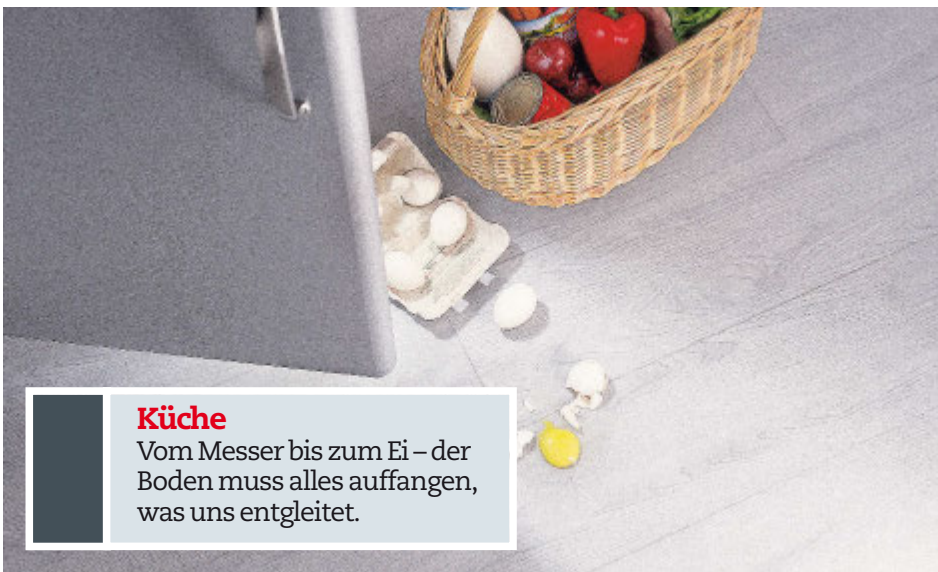 Küche
Vom Messer bis zum Ei – der
Boden muss alles auffangen,
was uns entgleitet.